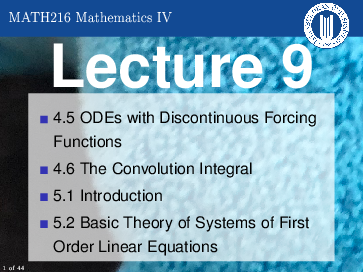 MATH216 Mathematics IV
Lecture 9
4.5 ODEs with Discontinuous Forcing
Functions
4.6 The Convolution Integral
5.1 Introduction
5.2 Basic Theory of Systems of First
Order Linear Equations
1 of 44